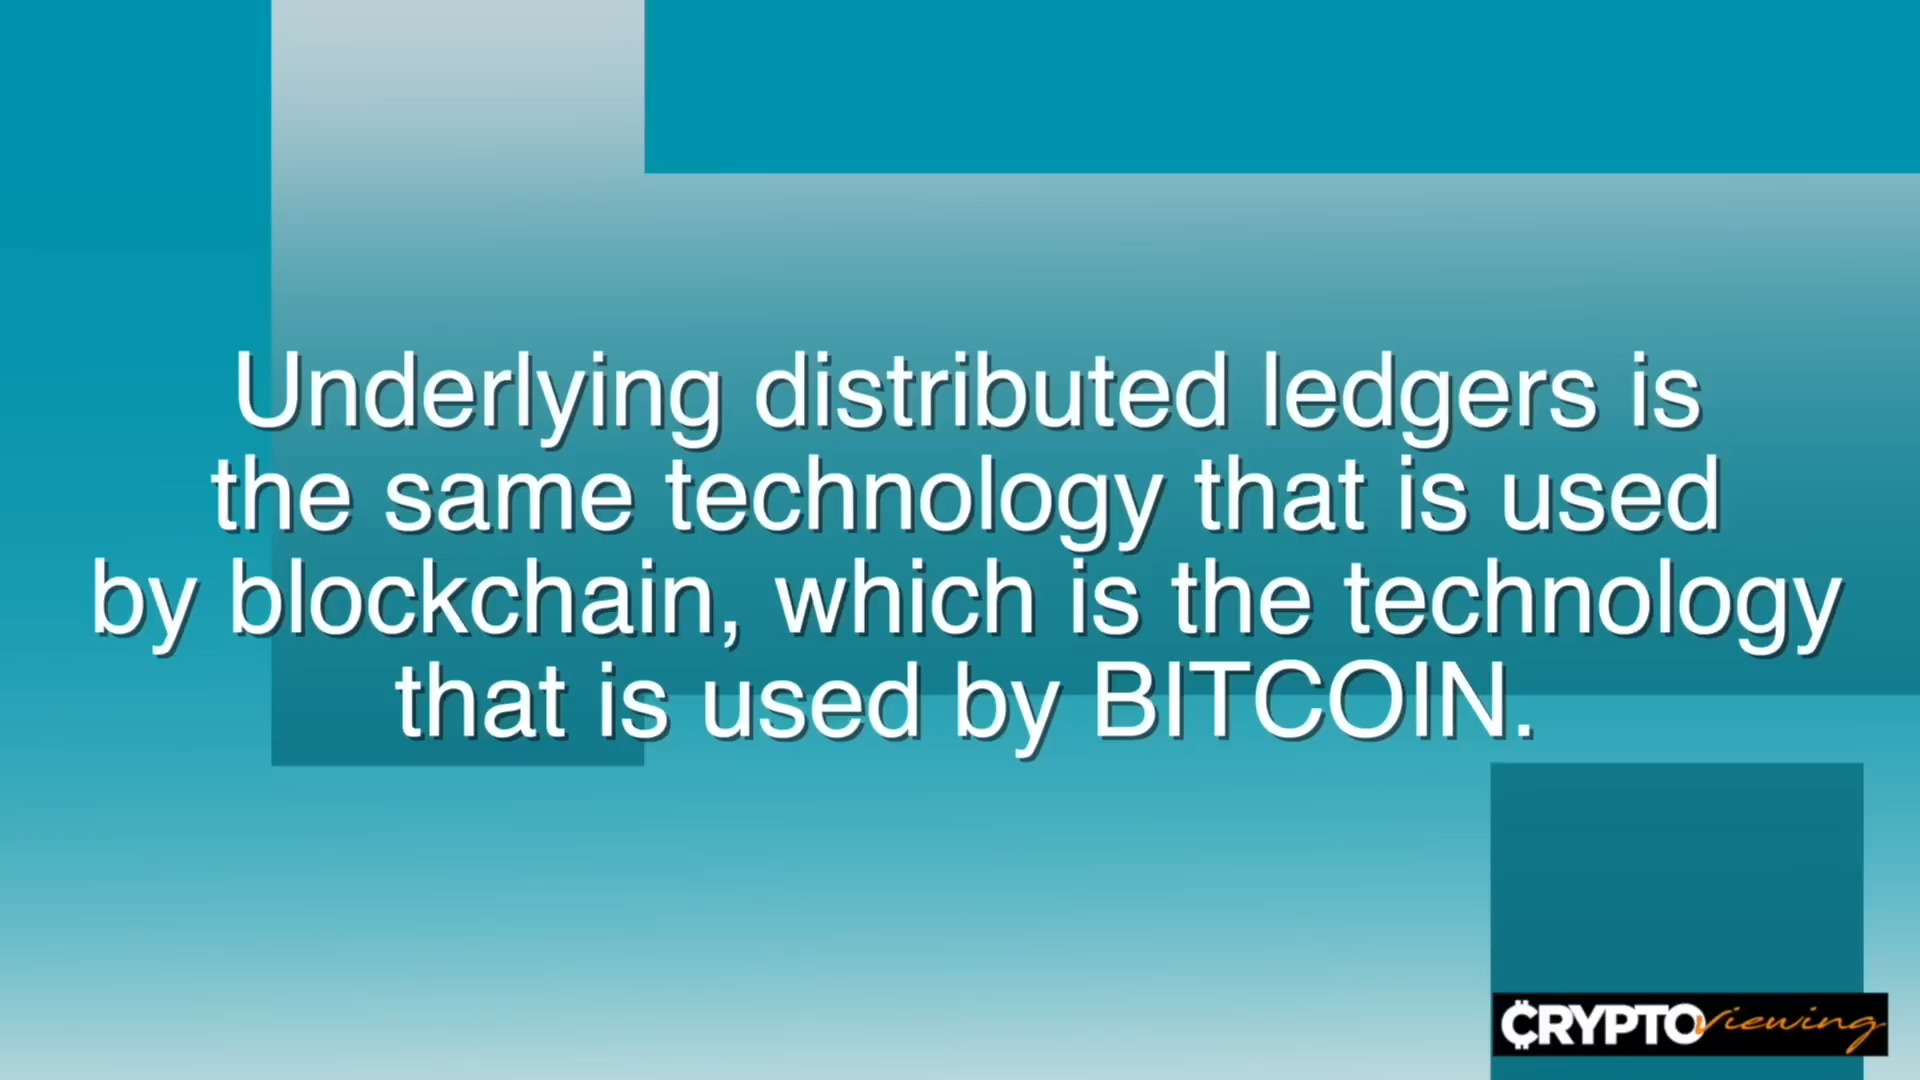 Underlying distributed ledgers is
the same technology that is used
by blockchain, which is the technology
that is used by BITCOIN.
CRYPTOviewing